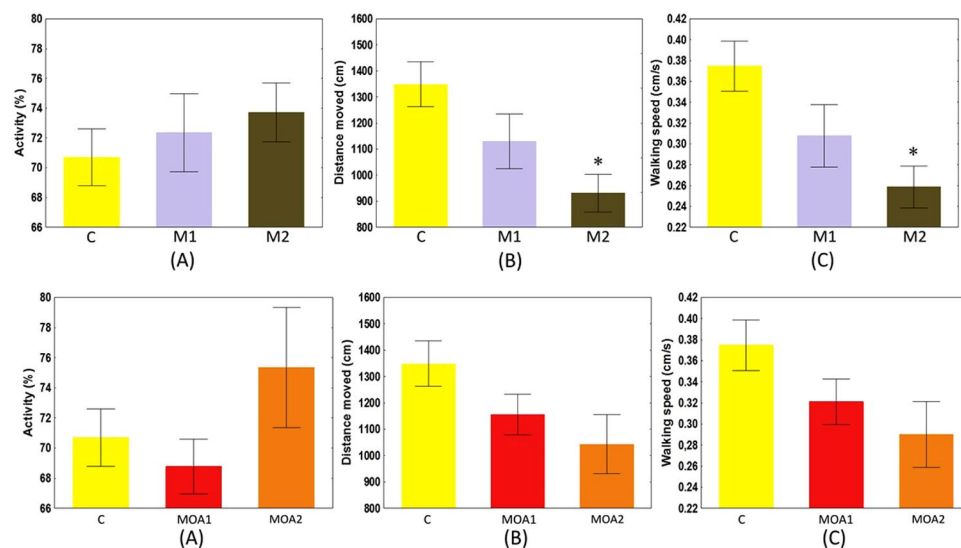 Activity (%)
80
78
76
74
72
70
68
66
C
M1
M2
(A)
Distance moved (cm)
1600
1500
1400
1300
1200
1100
1000
900
800
*
C
M1
M2
(B)
Walking speed (cm/s)
0.42
0.40
0.38
0.36
0.34
0.32
0.30
0.28
0.26
0.24
0.22
*
C
M1
M2
(C)
Activity (%)
80
78
76
74
72
70
68
66
C
MOA1
MOA2
(A)
Distance moved (cm)
1600
1500
1400
1300
1200
1100
1000
900
800
C
MOA1
MOA2
(B)
Walking speed (cm/s)
0.42
0.40
0.38
0.36
0.34
0.32
0.30
0.28
0.26
0.24
0.22
C
MOA1
MOA2
(C)